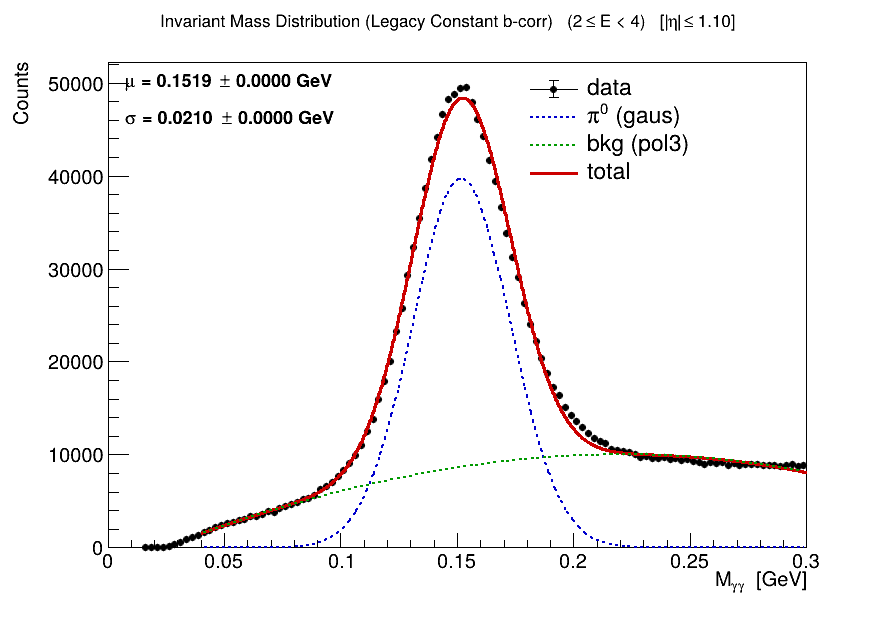 Invariant Mass Distribution (Legacy Constant b-corr) (2 ≤ E < 4) [|η| ≤ 1.10]
Counts
μ = 0.1519 ± 0.0000 GeV
σ = 0.0210 ± 0.0000 GeV
data
π⁰ (gaus)
bkg (pol3)
total
50000
40000
30000
20000
10000
0
0 0.05 0.1 0.15 0.2 0.25 0.3
Mγγ [GeV]